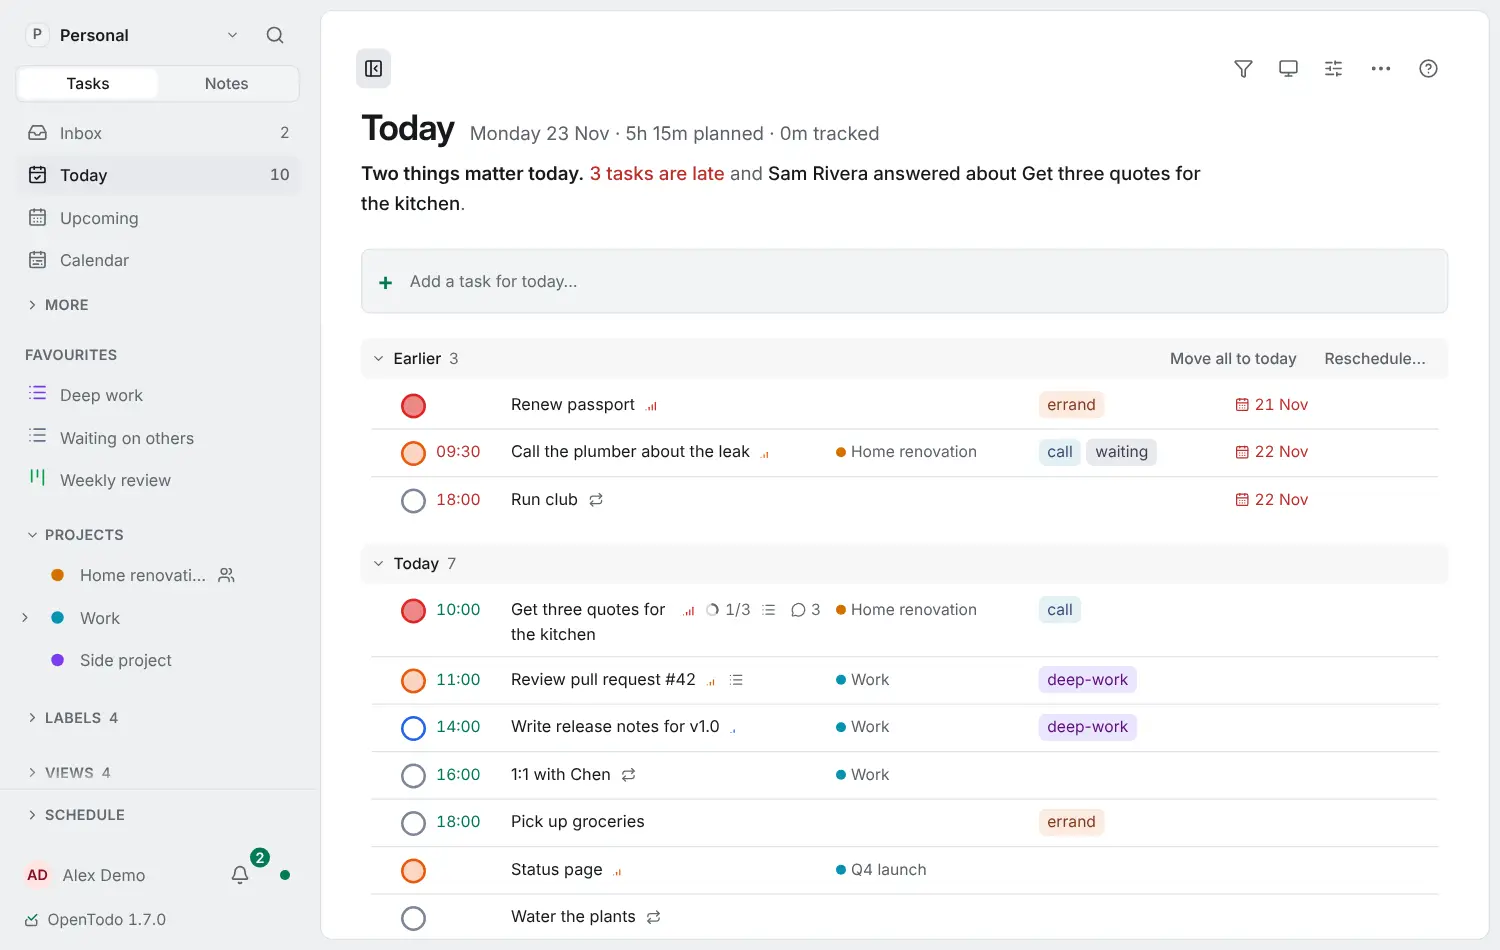 P Personal
Tasks Notes
Inbox 2
Today 10
Upcoming
Calendar
MORE
FAVOURITES
Deep work
Waiting on others
Weekly review
PROJECTS
Home renovati...
Work
Side project
LABELS 4
VIEWS 4
SCHEDULE
AD Alex Demo 2
OpenTodo 1.7.0
Today Monday 23 Nov · 5h 15m planned · 0m tracked
Two things matter today. 3 tasks are late and Sam Rivera answered about Get three quotes for
the kitchen.
+ Add a task for today...
Earlier 3 Move all to today Reschedule...
Renew passport errand 21 Nov
09:30 Call the plumber about the leak Home renovation call waiting 22 Nov
18:00 Run club 22 Nov
Today 7
10:00 Get three quotes for 1/3 3 Home renovation call
the kitchen
11:00 Review pull request #42 Work deep-work
14:00 Write release notes for v1.0 Work deep-work
16:00 1:1 with Chen Work
18:00 Pick up groceries errand
Status page Q4 launch
Water the plants